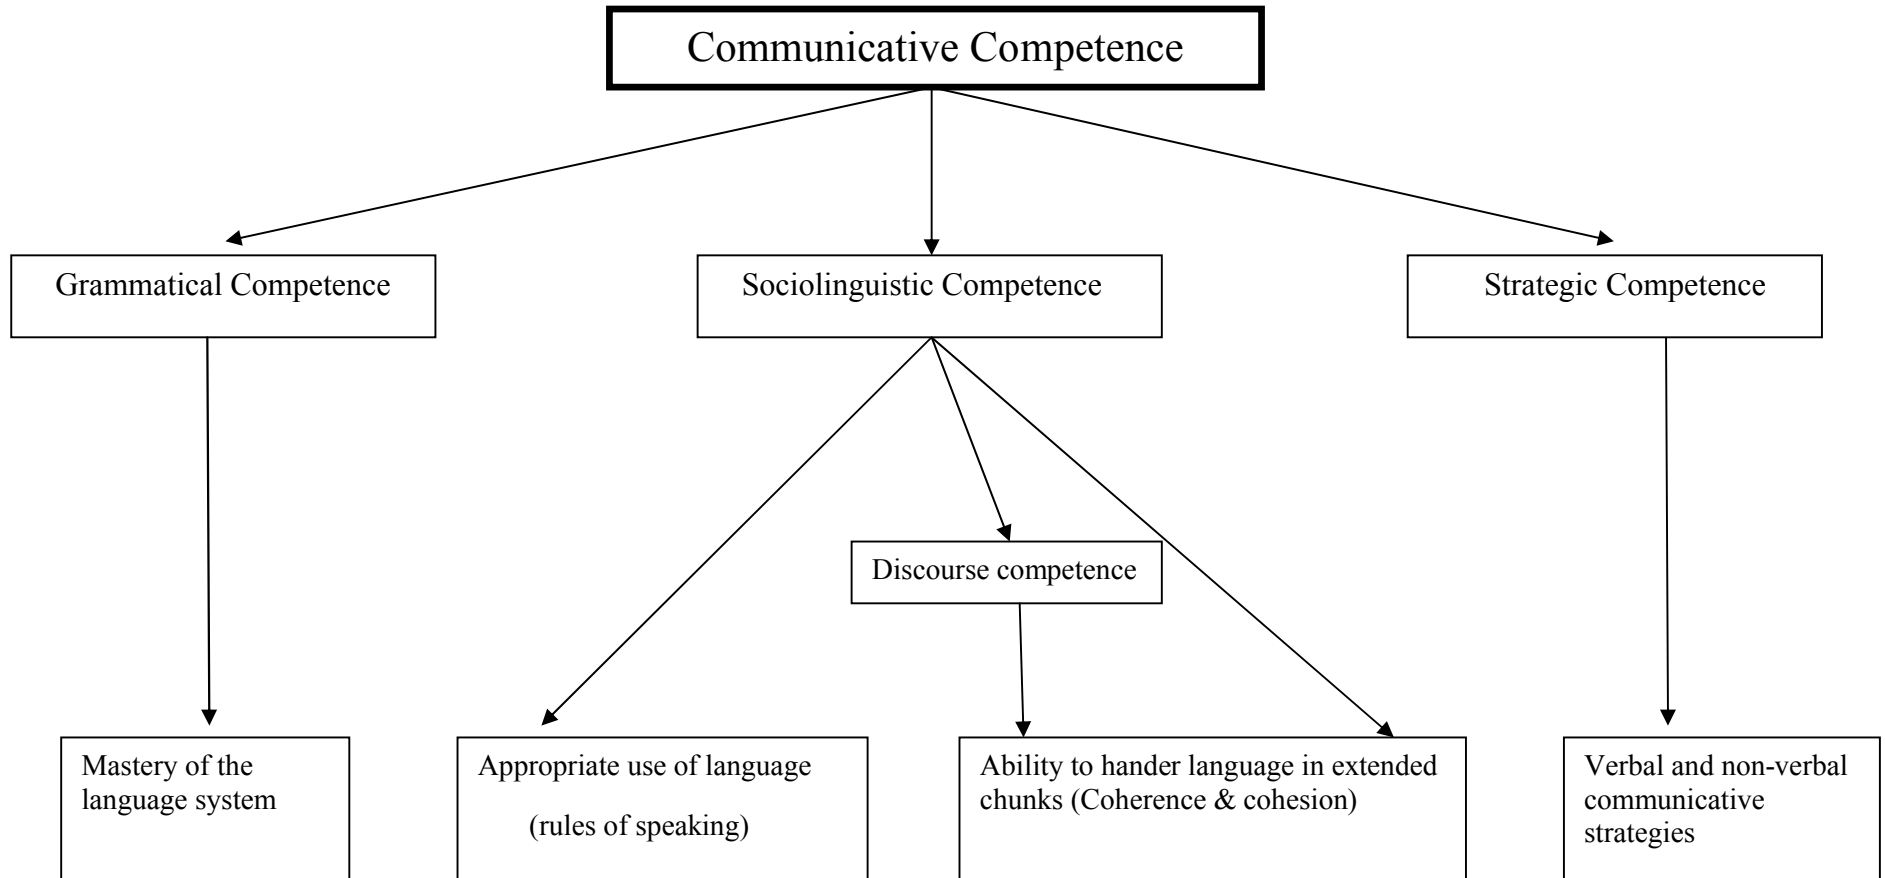 Communicative Competence
Grammatical Competence
Sociolinguistic Competence
Strategic Competence
Discourse competence
Mastery of the
language system
Appropriate use of language
(rules of speaking)
Ability to hander language in extended
chunks (Coherence & cohesion)
Verbal and non-verbal
communicative
strategies